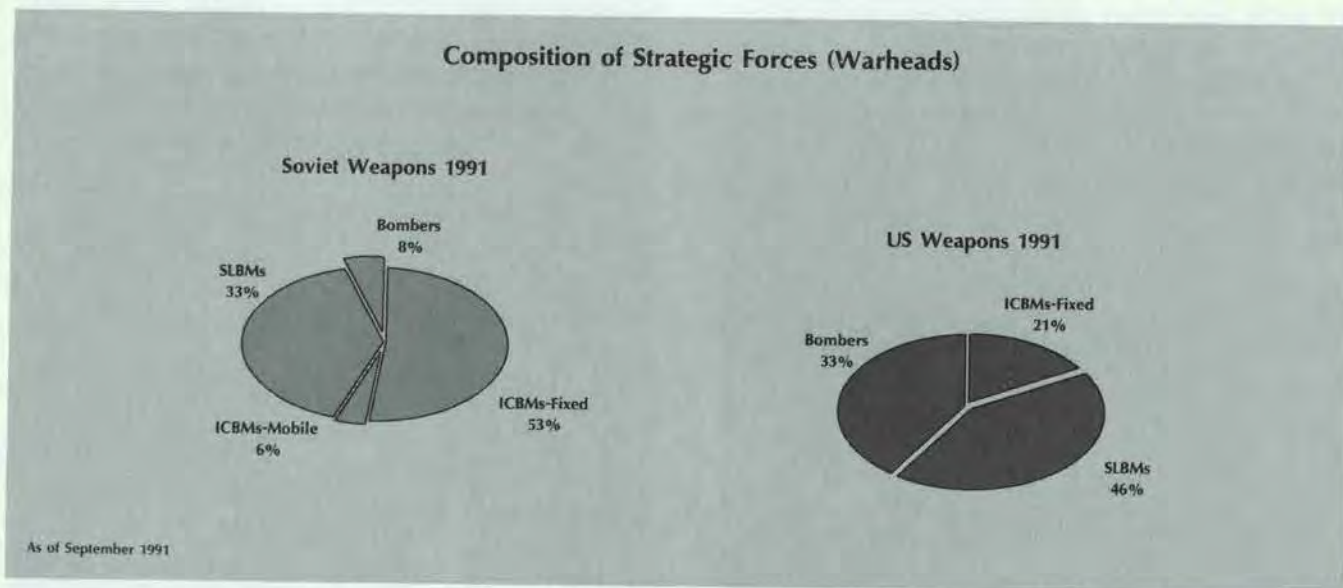 Composition of Strategic Forces (Warheads)
Soviet Weapons 1991
Bombers
8%
SLBMs
33%
ICBMs-Mobile
6%
ICBMs-Fixed
53%
US Weapons 1991
ICBMs-Fixed
21%
Bombers
33%
SLBMs
46%
As of September 1991